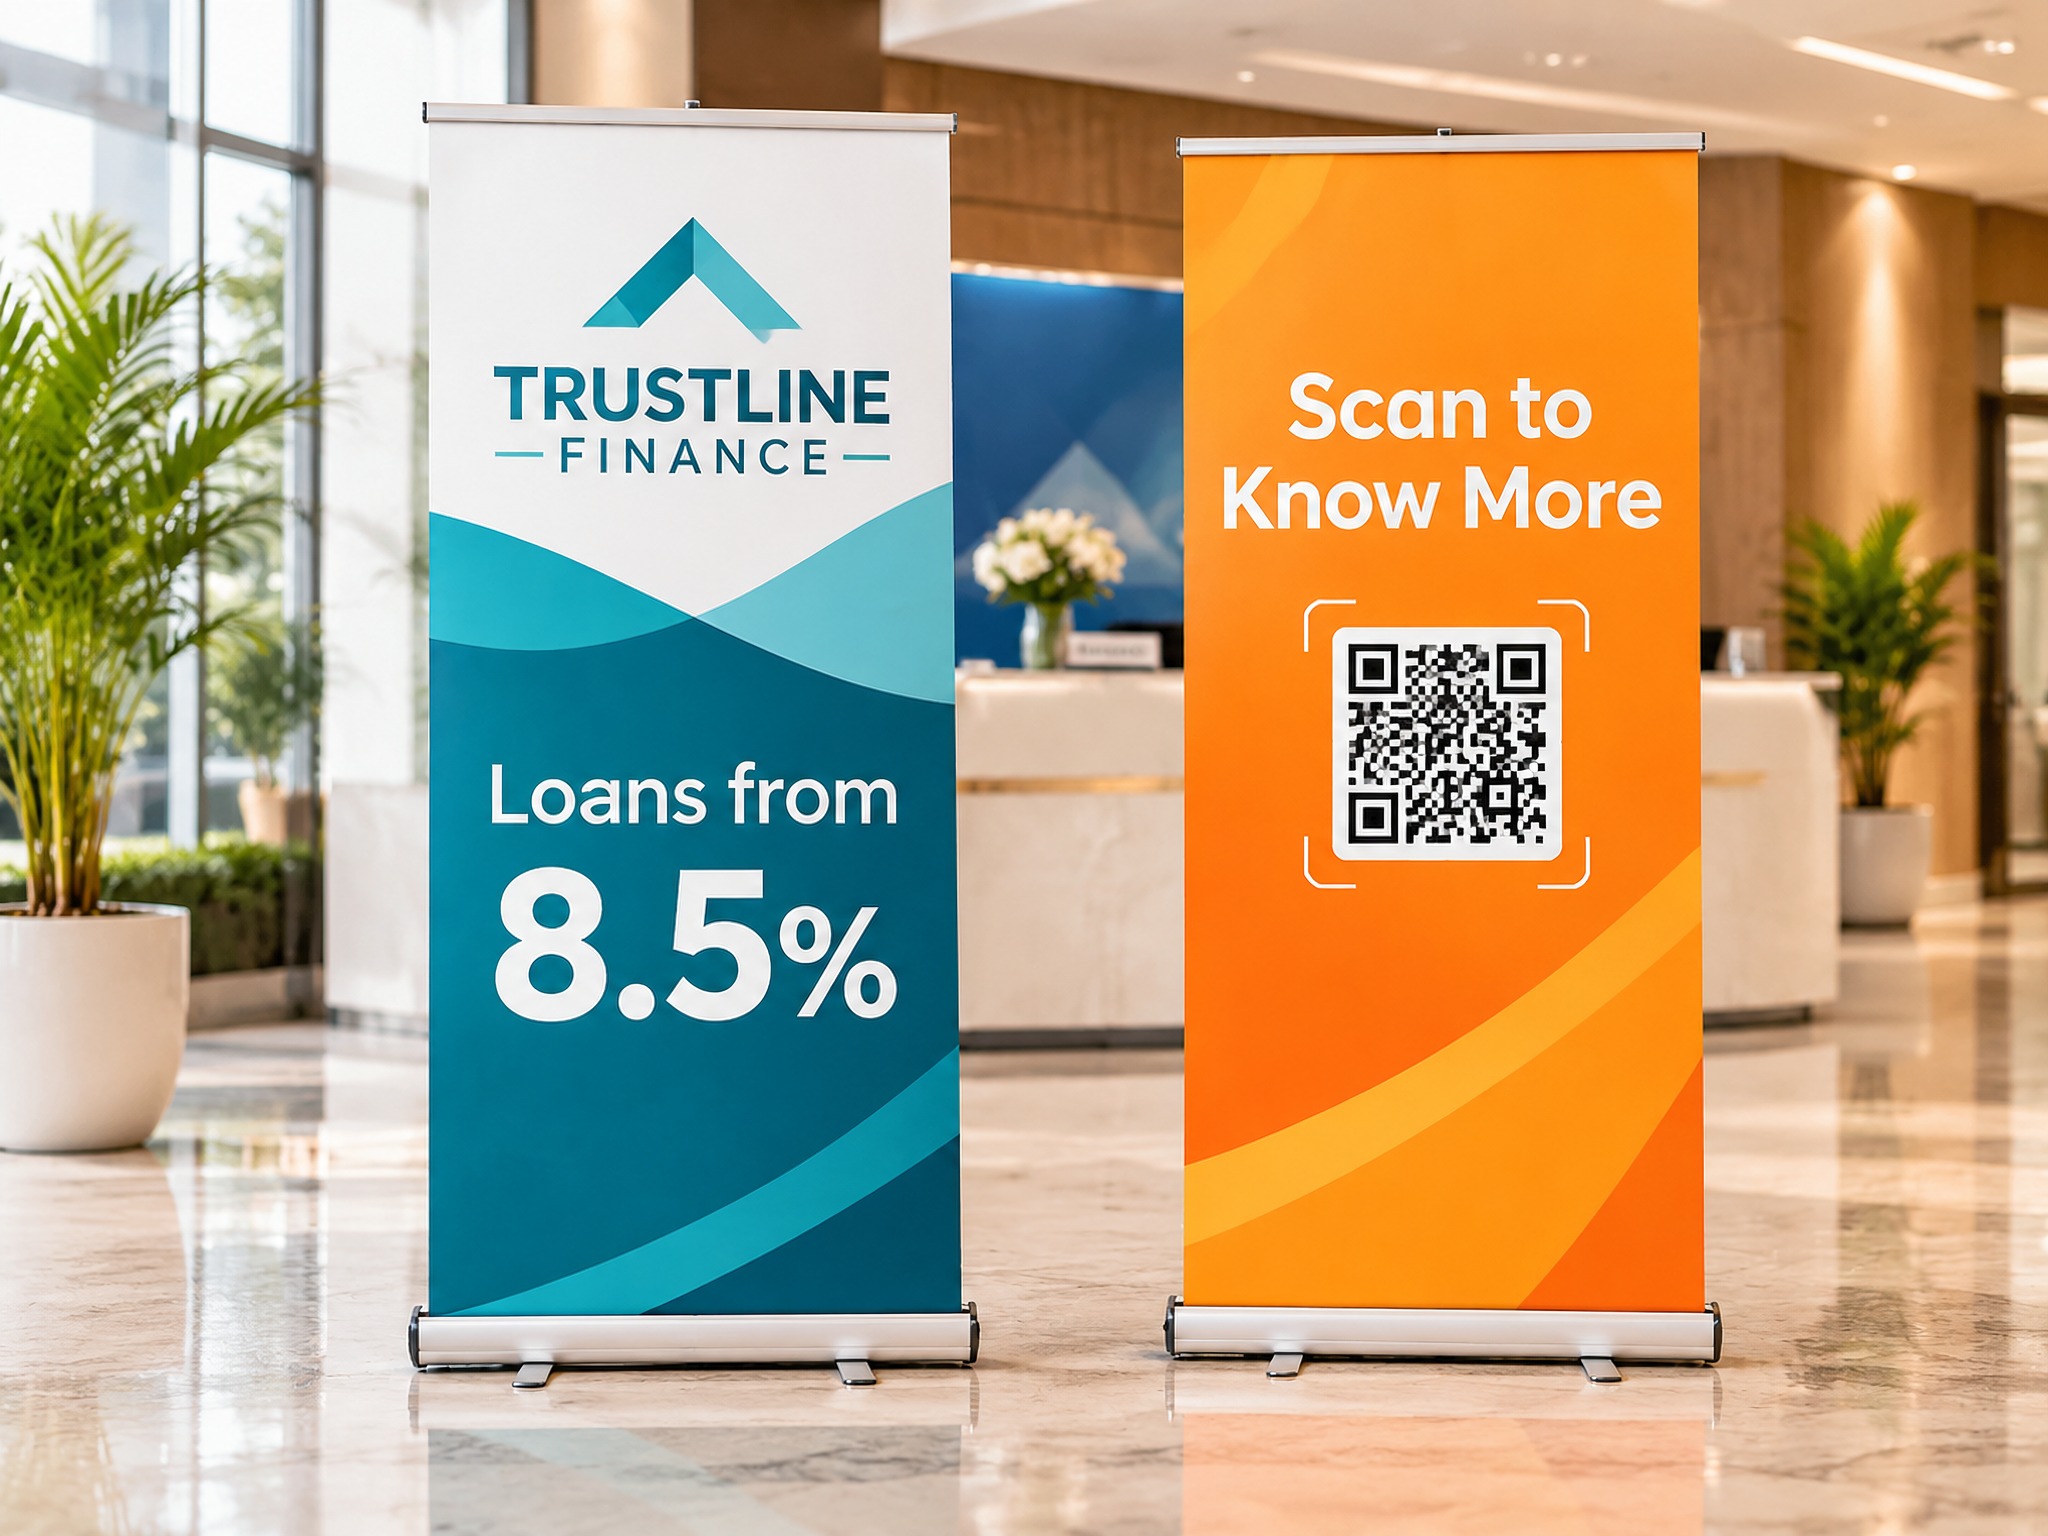 TRUSTLINE
FINANCE
Loans from
8.5%
Scan to
Know More